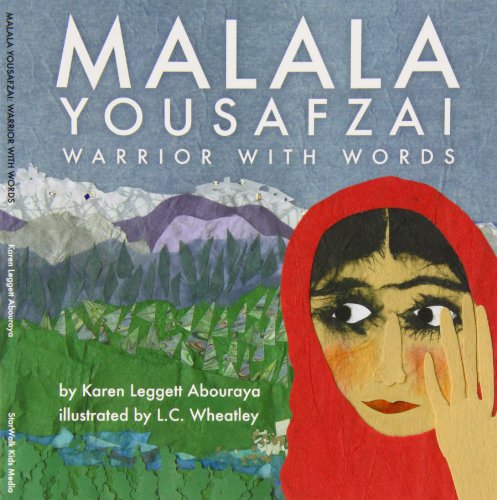 MALALA
YOUSAFZAI
WARRIOR WITH WORDS
by Karen Leggett Abouraya
illustrated by L.C. Wheatley
MALALA YOUSAFZAI: WARRIOR WITH WORDS
Karen Leggett Abouraya
StarWalk Kids Media